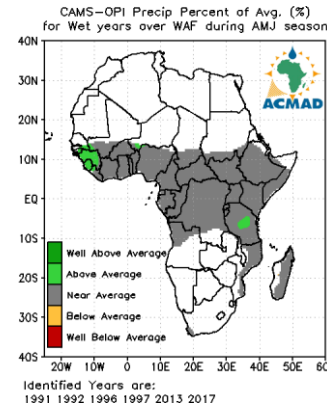 CAMS-OPI Precip Percent of Avg. (%)
for Wet years over WAF during AMJ season
40N
30N
20N
10N
EQ
10S
20S
30S
40S
ACMAD
Well Above Average
Above Average
Near Average
Below Average
Well Below Average
20W 10W 0 10E 20E 30E 40E 50E 60E
Identified Years are:
1991 1992 1996 1997 2013 2017